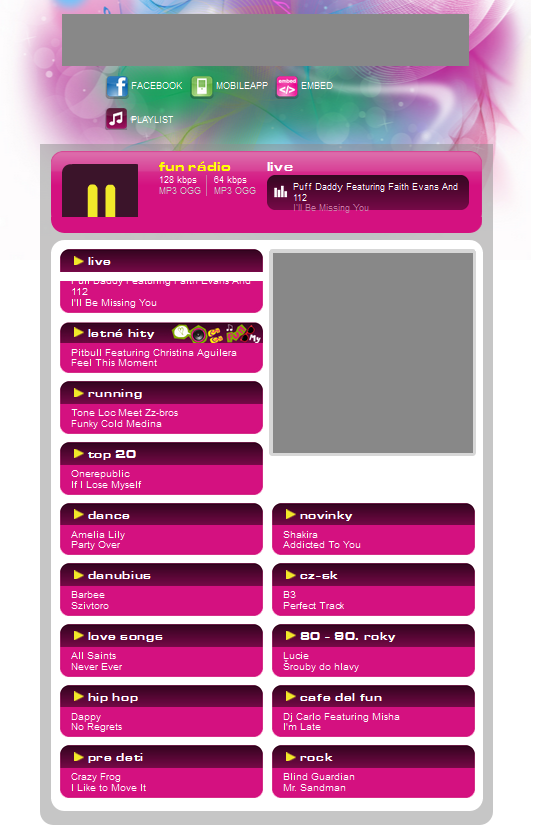 FACEBOOK MOBILEAPP embed EMBED
PLAYLIST
fun rádio
128 kbps 64 kbps
MP3 OGG MP3 OGG
live
Puff Daddy Featuring Faith Evans And
112
I'll Be Missing You
live
Puff Daddy Featuring Faith Evans And
112
I'll Be Missing You
letné hity
My
Pitbull Featuring Christina Aguilera
Feel This Moment
running
Tone Loc Meet Zz-bros
Funky Cold Medina
top 20
Onerepublic
If I Lose Myself
dance
Amelia Lily
Party Over
novinky
Shakira
Addicted To You
danubius
Barbee
Szivtoro
cz-sk
B3
Perfect Track
love songs
All Saints
Never Ever
80 - 90. roky
Lucie
Šrouby do hlavy
hip hop
Dappy
No Regrets
cafe del fun
Dj Carlo Featuring Misha
I'm Late
pre deti
Crazy Frog
I Like to Move It
rock
Blind Guardian
Mr. Sandman